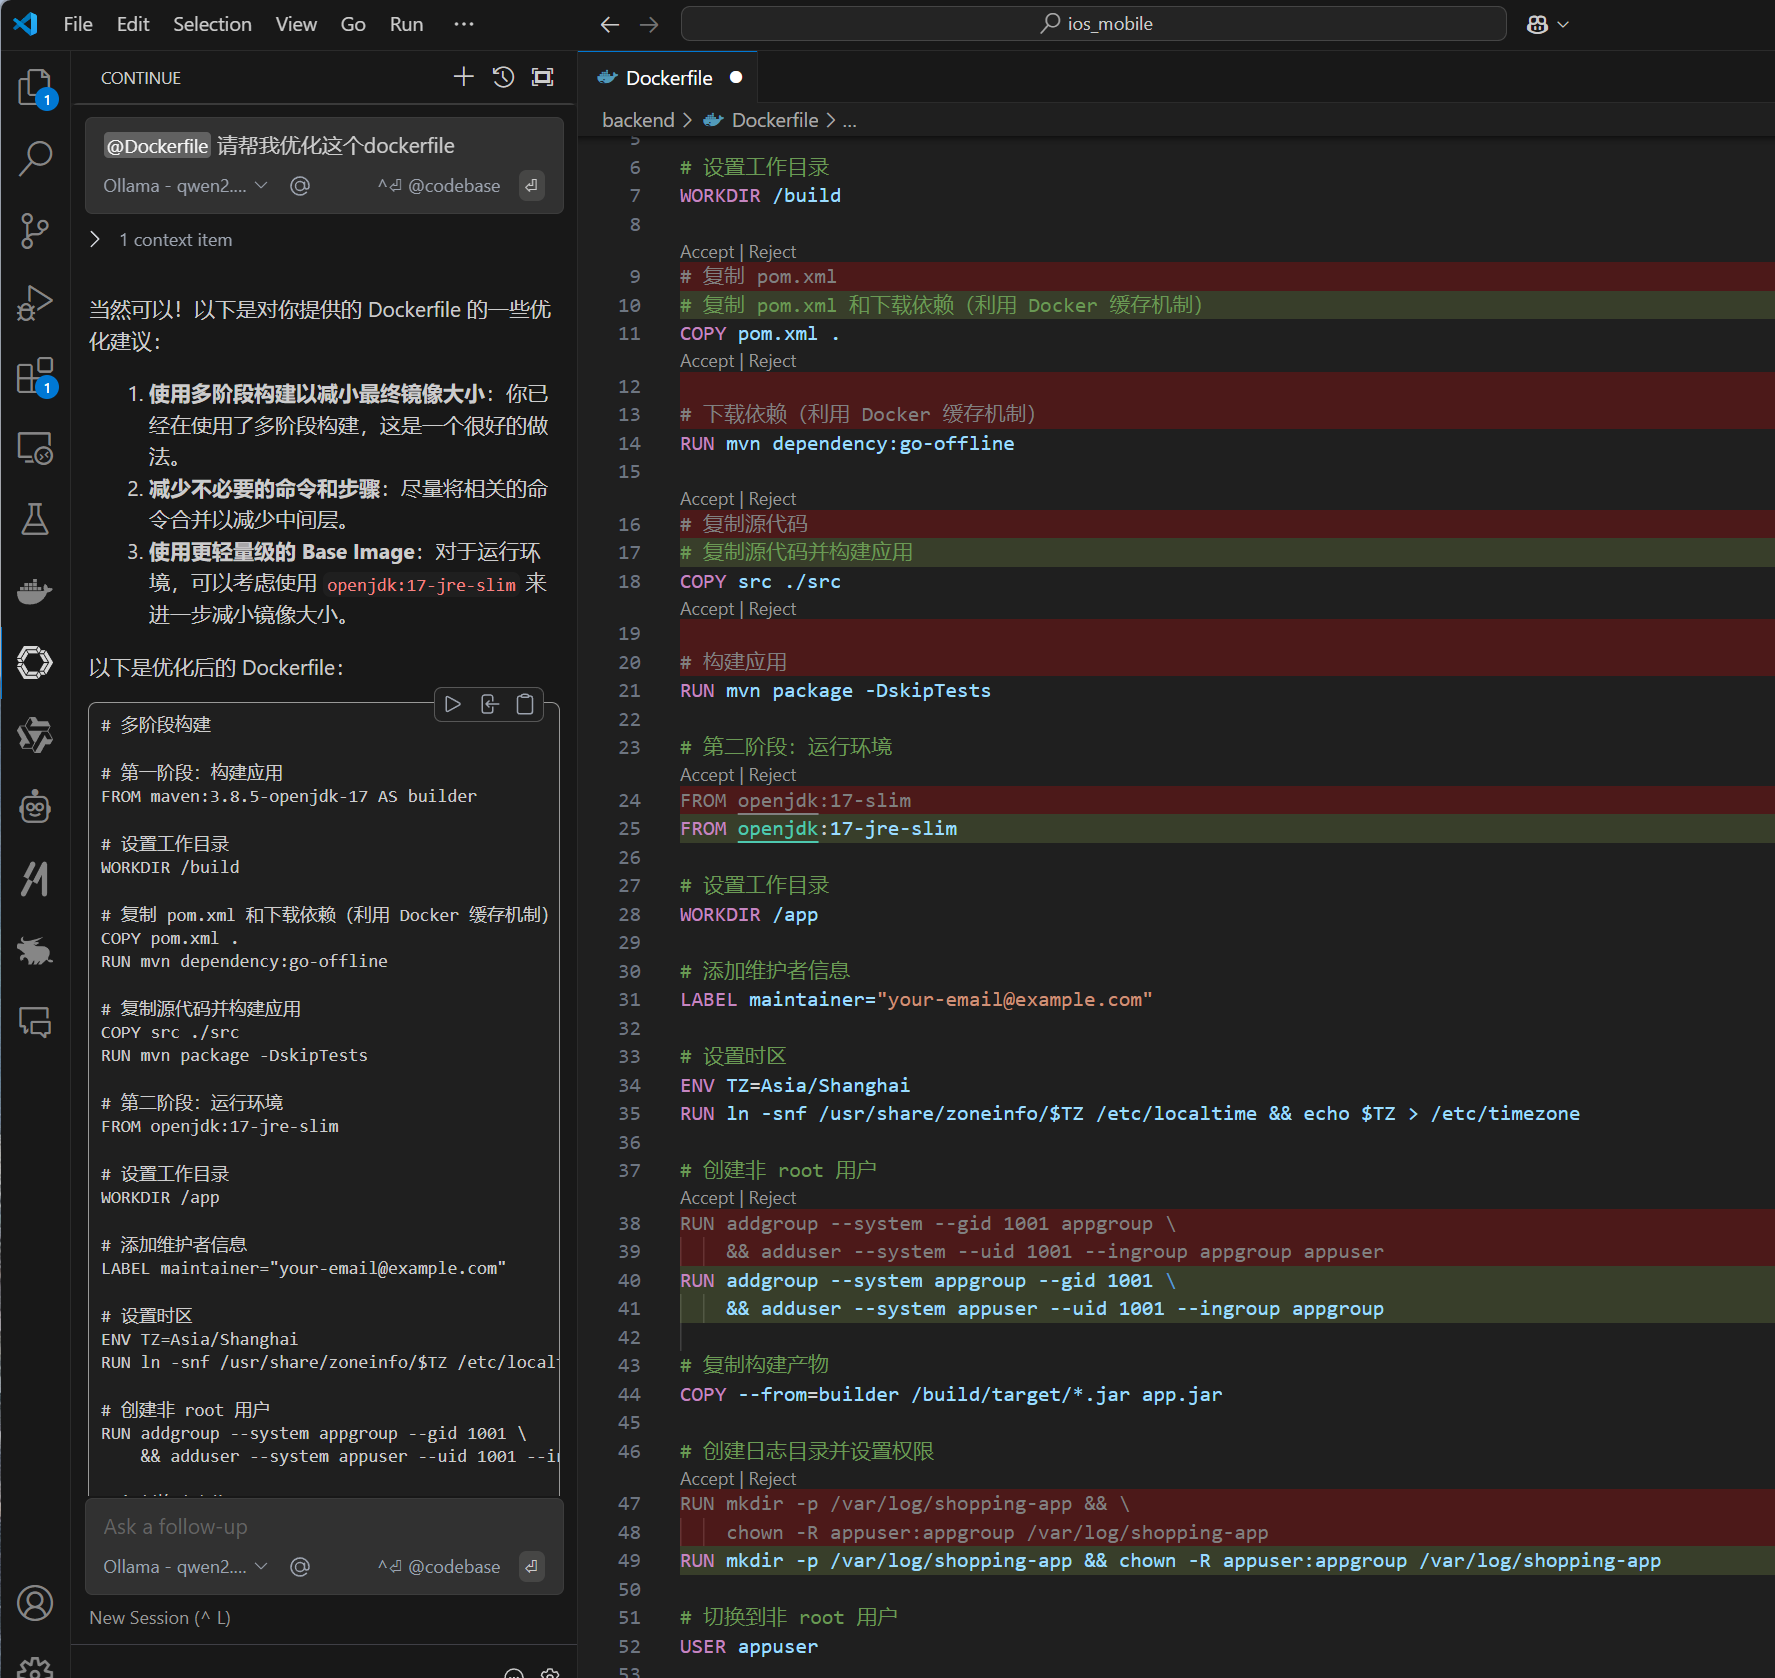 File Edit Selection View Go Run ···
ios_mobile
CONTINUE
@Dockerfile 请帮我优化这个dockerfile
Ollama - qwen2....
^⏎ @codebase
1 context item
当然可以！以下是对你提供的 Dockerfile 的一些优
化建议：
1. 使用多阶段构建以减小最终镜像大小：你已
经在使用了多阶段构建，这是一个很好的做
法。
2. 减少不必要的命令和步骤：尽量将相关的命
令合并以减少中间层。
3. 使用更轻量级的 Base Image：对于运行环
境，可以考虑使用 openjdk:17-jre-slim 来
进一步减小镜像大小。
以下是优化后的 Dockerfile：
# 多阶段构建
# 第一阶段：构建应用
FROM maven:3.8.5-openjdk-17 AS builder
# 设置工作目录
WORKDIR /build
# 复制 pom.xml 和下载依赖（利用 Docker 缓存机制）
COPY pom.xml .
RUN mvn dependency:go-offline
# 复制源代码并构建应用
COPY src ./src
RUN mvn package -DskipTests
# 第二阶段：运行环境
FROM openjdk:17-jre-slim
# 设置工作目录
WORKDIR /app
# 添加维护者信息
LABEL maintainer="your-email@example.com"
# 设置时区
ENV TZ=Asia/Shanghai
RUN ln -snf /usr/share/zoneinfo/$TZ /etc/local
# 创建非 root 用户
RUN addgroup --system appgroup --gid 1001 \
&& adduser --system appuser --uid 1001
Ask a follow-up
Ollama - qwen2....
^⏎ @codebase
New Session (^ L)
1
1
Dockerfile
backend > Dockerfile > ...
5
6 # 设置工作目录
7 WORKDIR /build
8
Accept | Reject
9 # 复制 pom.xml
10 # 复制 pom.xml 和下载依赖（利用 Docker 缓存机制）
11 COPY pom.xml .
Accept | Reject
12
13 # 下载依赖（利用 Docker 缓存机制）
14 RUN mvn dependency:go-offline
15
Accept | Reject
16 # 复制源代码
17 # 复制源代码并构建应用
18 COPY src ./src
Accept | Reject
19
20 # 构建应用
21 RUN mvn package -DskipTests
22
23 # 第二阶段：运行环境
Accept | Reject
24 FROM openjdk:17-slim
25 FROM openjdk:17-jre-slim
26
27 # 设置工作目录
28 WORKDIR /app
29
30 # 添加维护者信息
31 LABEL maintainer="your-email@example.com"
32
33 # 设置时区
34 ENV TZ=Asia/Shanghai
35 RUN ln -snf /usr/share/zoneinfo/$TZ /etc/localtime && echo $TZ > /etc/timezone
36
37 # 创建非 root 用户
Accept | Reject
38 RUN addgroup --system --gid 1001 appgroup \
39 && adduser --system --uid 1001 --ingroup appgroup appuser
40 RUN addgroup --system appgroup --gid 1001 \
41 && adduser --system appuser --uid 1001 --ingroup appgroup
42
43 # 复制构建产物
44 COPY --from=builder /build/target/*.jar app.jar
45
46 # 创建日志目录并设置权限
Accept | Reject
47 RUN mkdir -p /var/log/shopping-app && \
48 chown -R appuser:appgroup /var/log/shopping-app
49 RUN mkdir -p /var/log/shopping-app && chown -R appuser:appgroup /var/log/shopping-app
50
51 # 切换到非 root 用户
52 USER appuser
53